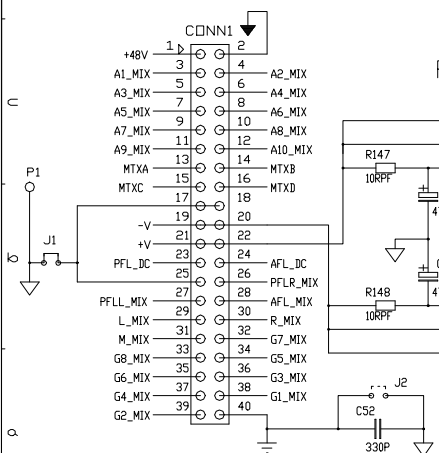 CONN1
1 2
+48V
3 4
A1_MIX A2_MIX
5 6
A3_MIX A4_MIX
7 8
A5_MIX A6_MIX
9 10
A7_MIX A8_MIX
11 12
A9_MIX A10_MIX
13 14
MTXA MTXB
15 16
MTXC MTXD
17 18
19 20
-V
21 22
+V
23 24
PFL_DC AFL_DC
25 26
PFLR_MIX
27 28
PFLL_MIX AFL_MIX
29 30
L_MIX R_MIX
31 32
M_MIX G7_MIX
33 34
G8_MIX G5_MIX
35 36
G6_MIX G3_MIX
37 38
G4_MIX G1_MIX
39 40
G2_MIX
P1
J1
R147
10RPF
R148
10RPF
J2
C52
330P